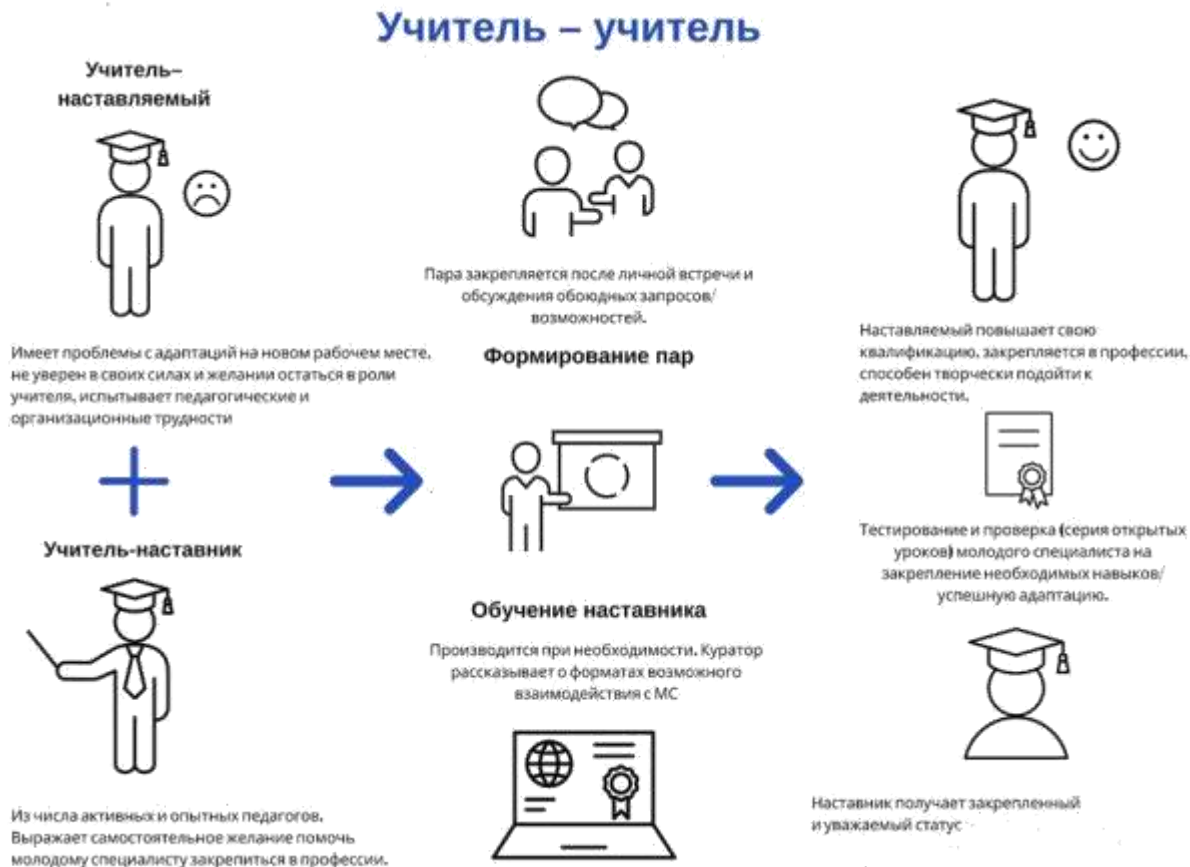 Учитель – учитель
Учитель–
наставляемый
Имеет проблемы с адаптаций на новом рабочем месте,
не уверен в своих силах и желании остаться в роли
учителя, испытывает педагогические и
организационные трудности
Учитель-наставник
Из числа активных и опытных педагогов.
Выражает самостоятельное желание помочь
молодому специалисту закрепиться в профессии.
Пара закрепляется после личной встречи и
обсуждения обоюдных запросов/
возможностей.
Формирование пар
Обучение наставника
Производится при необходимости. Куратор
рассказывает о форматах возможного
взаимодействия с МС
Наставляемый повышает свою
квалификацию, закрепляется в профессии,
способен творчески подойти к
деятельности.
Тестирование и проверка (серия открытых
уроков) молодого специалиста на
закрепление необходимых навыков/
успешную адаптацию.
Наставник получает закрепленный
и уважаемый статус